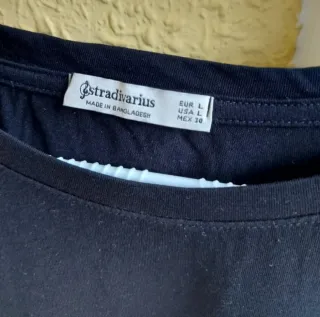 stradivarius
MADE IN BANGLADESH
EUR L
USA L
MEX 30